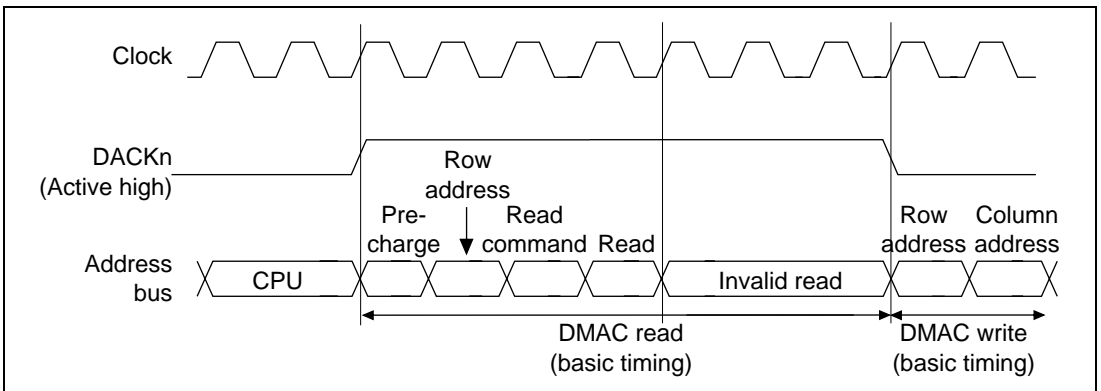 Clock
DACKn
(Active high)
Row
address
Pre-
charge
Read
command
Read
Row
address
Column
address
Address
bus
CPU
Invalid read
DMAC read
(basic timing)
DMAC write
(basic timing)